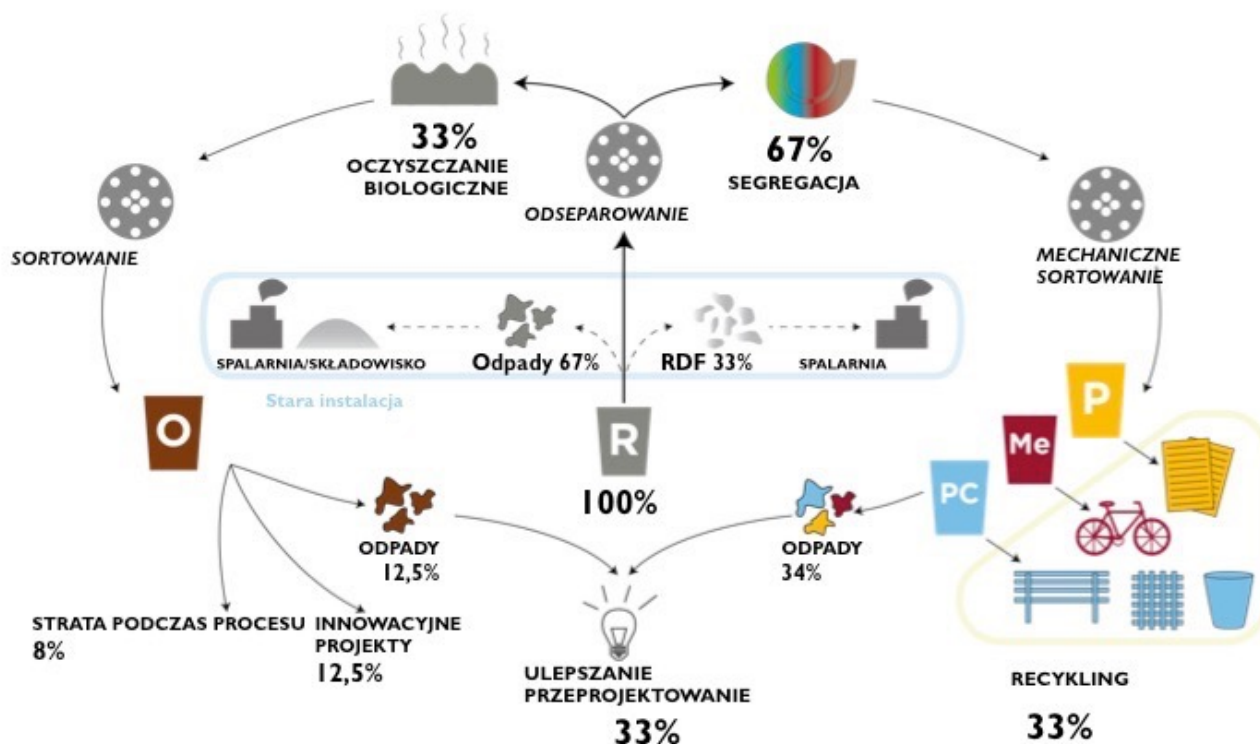 33%
OCZYSZCZANIE
BIOLOGICZNE
67%
SEGREGACJA
ODSEPAROWANIE
SORTOWANIE
MECHANICZNE
SORTOWANIE
SPALARNIA/SKŁADOWISKO
Odpady 67%
RDF 33%
SPALARNIA
Stara instalacja
O
R
100%
P
Me
PC
ODPADY
12,5%
ODPADY
34%
STRATA PODCZAS PROCESU
8%
INNOWACYJNE
PROJEKTY
12,5%
ULEPSZANIE
PRZEPROJEKTOWANIE
33%
RECYKLING
33%